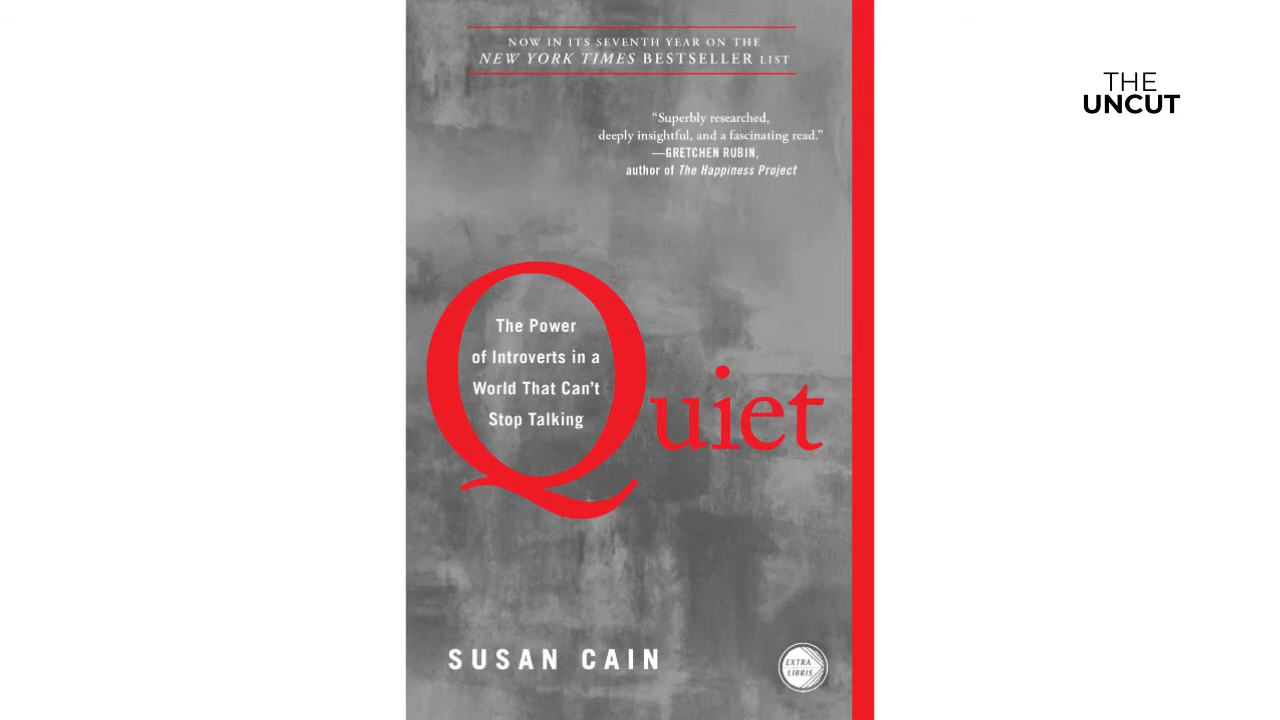 NOW IN ITS SEVENTH YEAR ON THE
NEW YORK TIMES BESTSELLER LIST
“Superbly researched,
deeply insightful, and a fascinating read.”
—GRETCHEN RUBIN,
author of The Happiness Project
THE
UNCUT
Quiet
The Power
of Introverts in a
World That Can’t
Stop Talking
SUSAN CAIN
EXTRA
LIBRIS